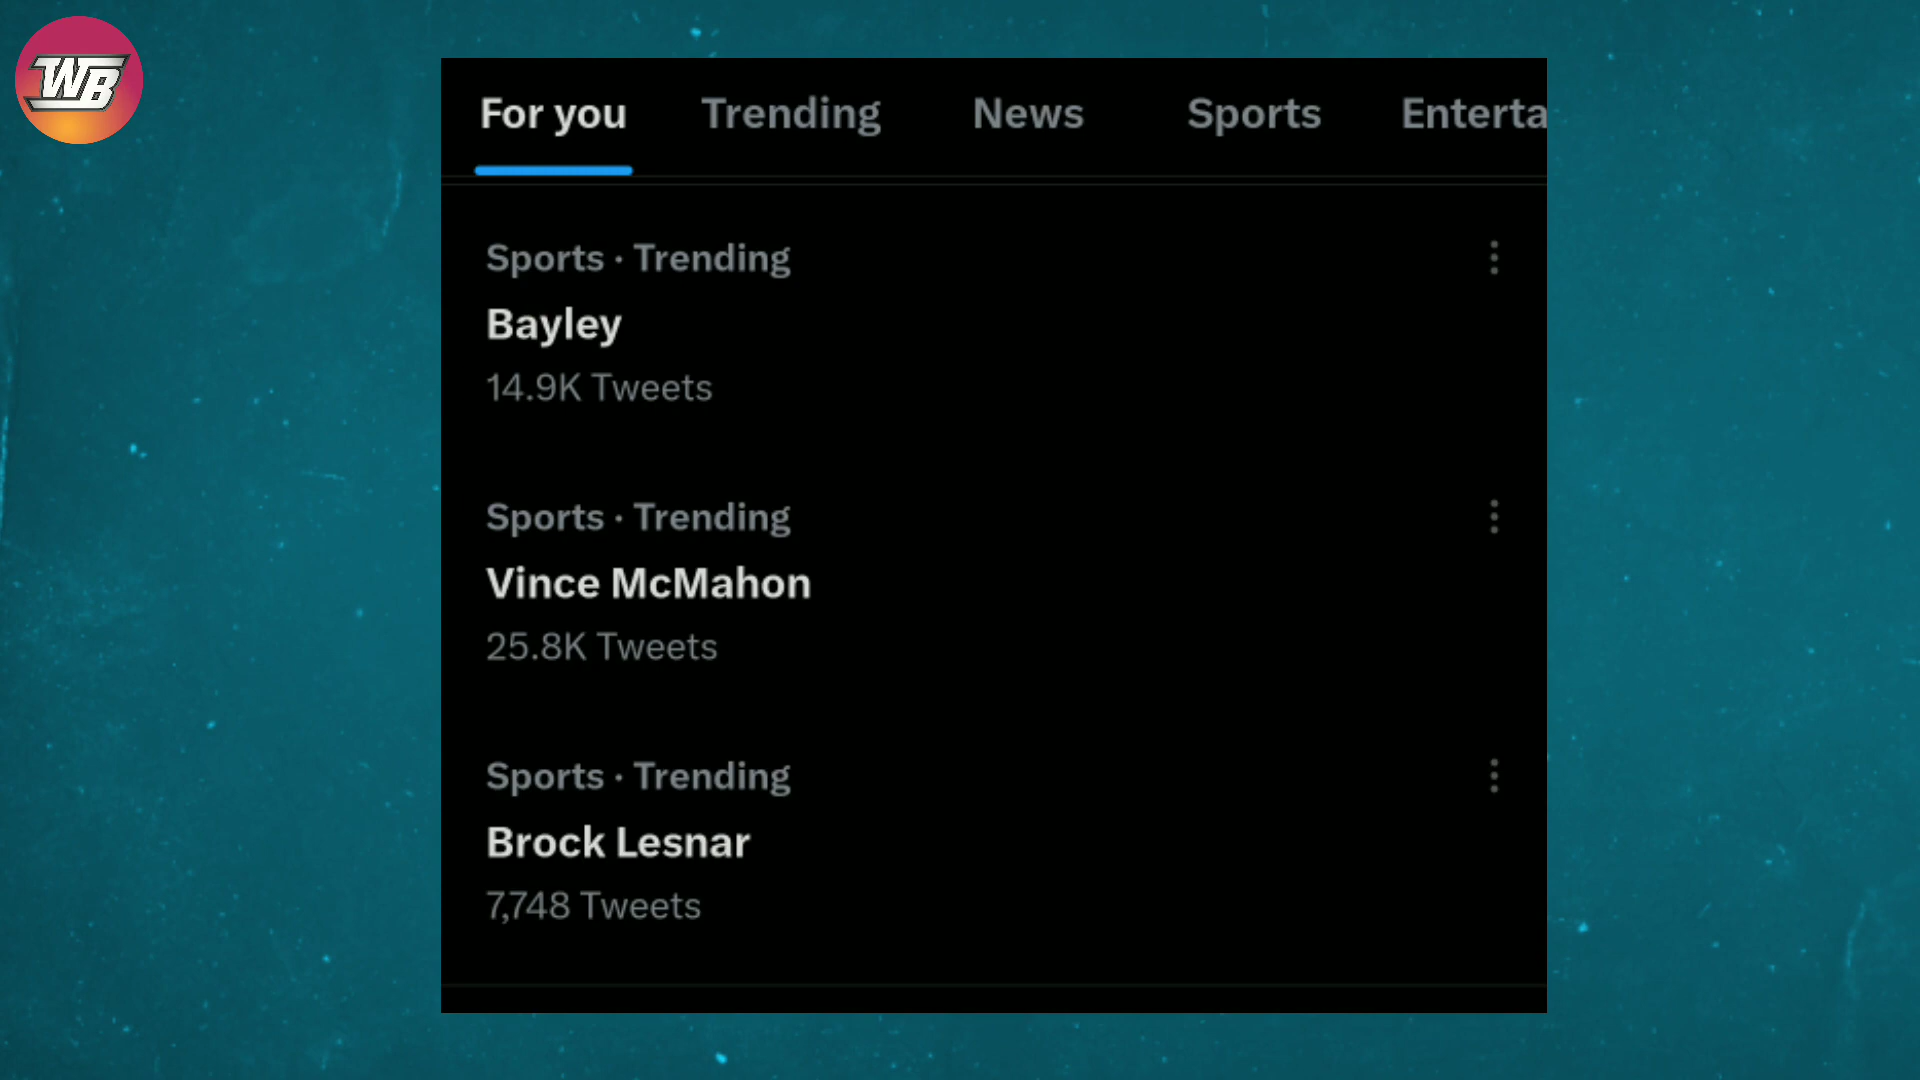 WB
For you Trending News Sports Enterta
Sports · Trending
Bayley
14.9K Tweets
Sports · Trending
Vince McMahon
25.8K Tweets
Sports · Trending
Brock Lesnar
7,748 Tweets